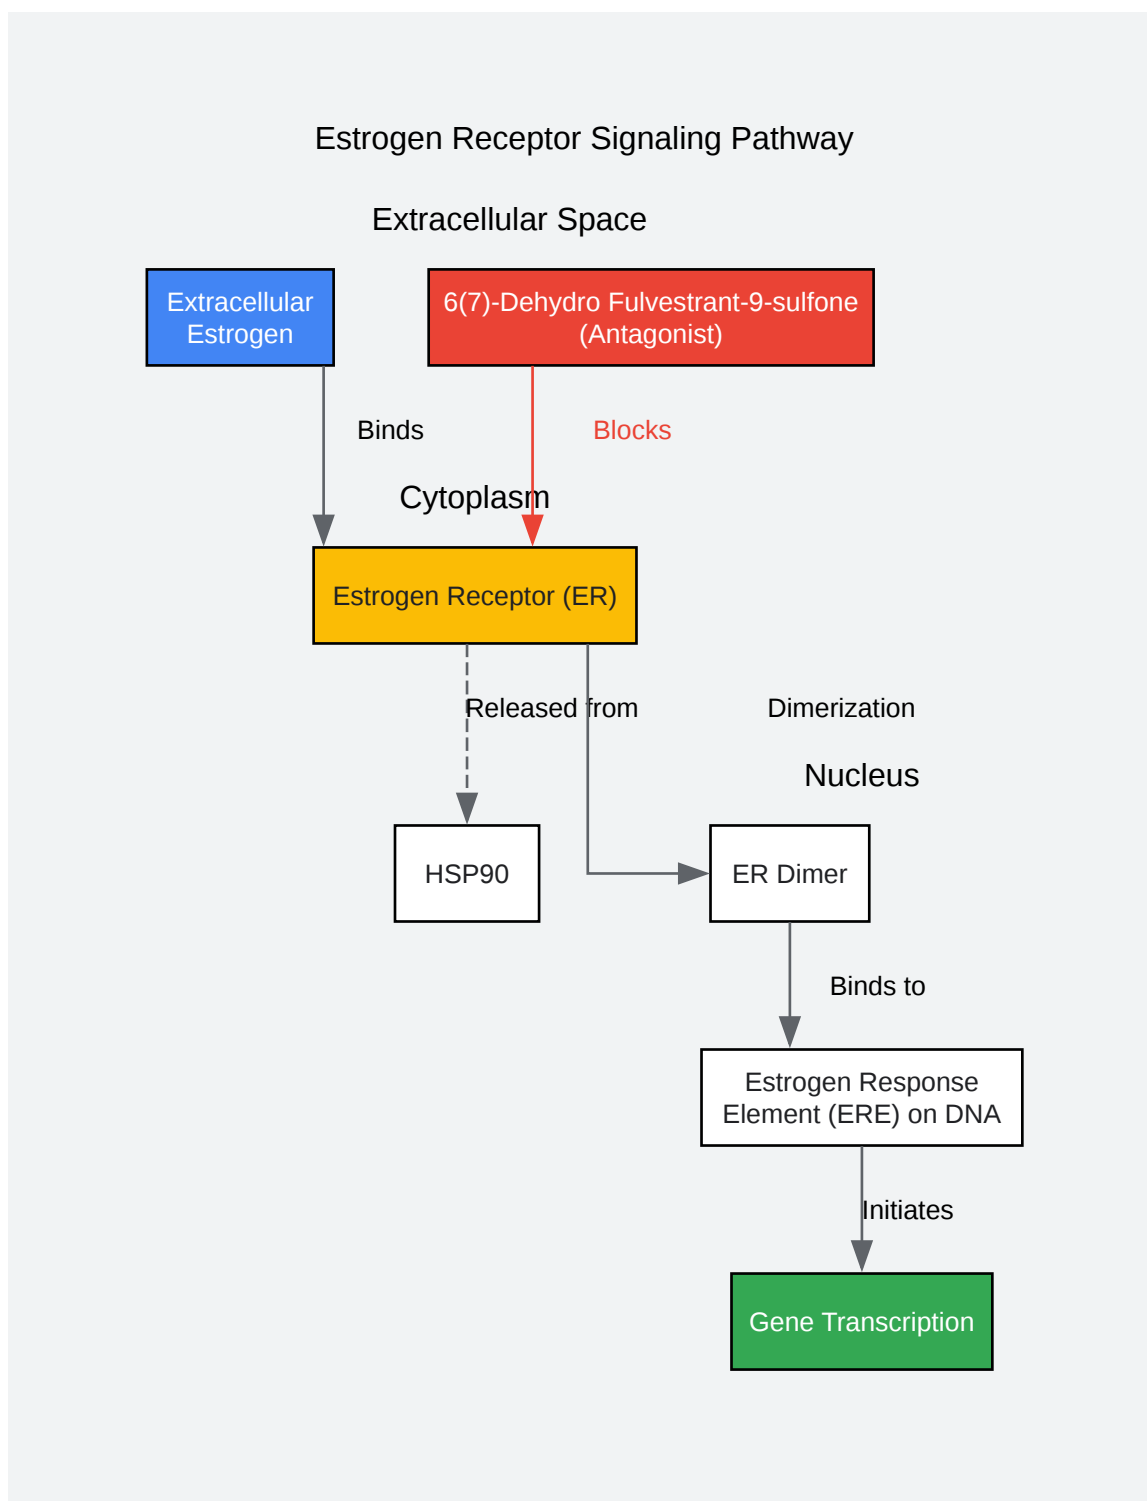 Estrogen Receptor Signaling Pathway
Extracellular Space
Extracellular
Estrogen
6(7)-Dehydro Fulvestrant-9-sulfone
(Antagonist)
Binds
Blocks
Cytoplasm
Estrogen Receptor (ER)
Released from
Dimerization
Nucleus
HSP90
ER Dimer
Binds to
Estrogen Response
Element (ERE) on DNA
Initiates
Gene Transcription